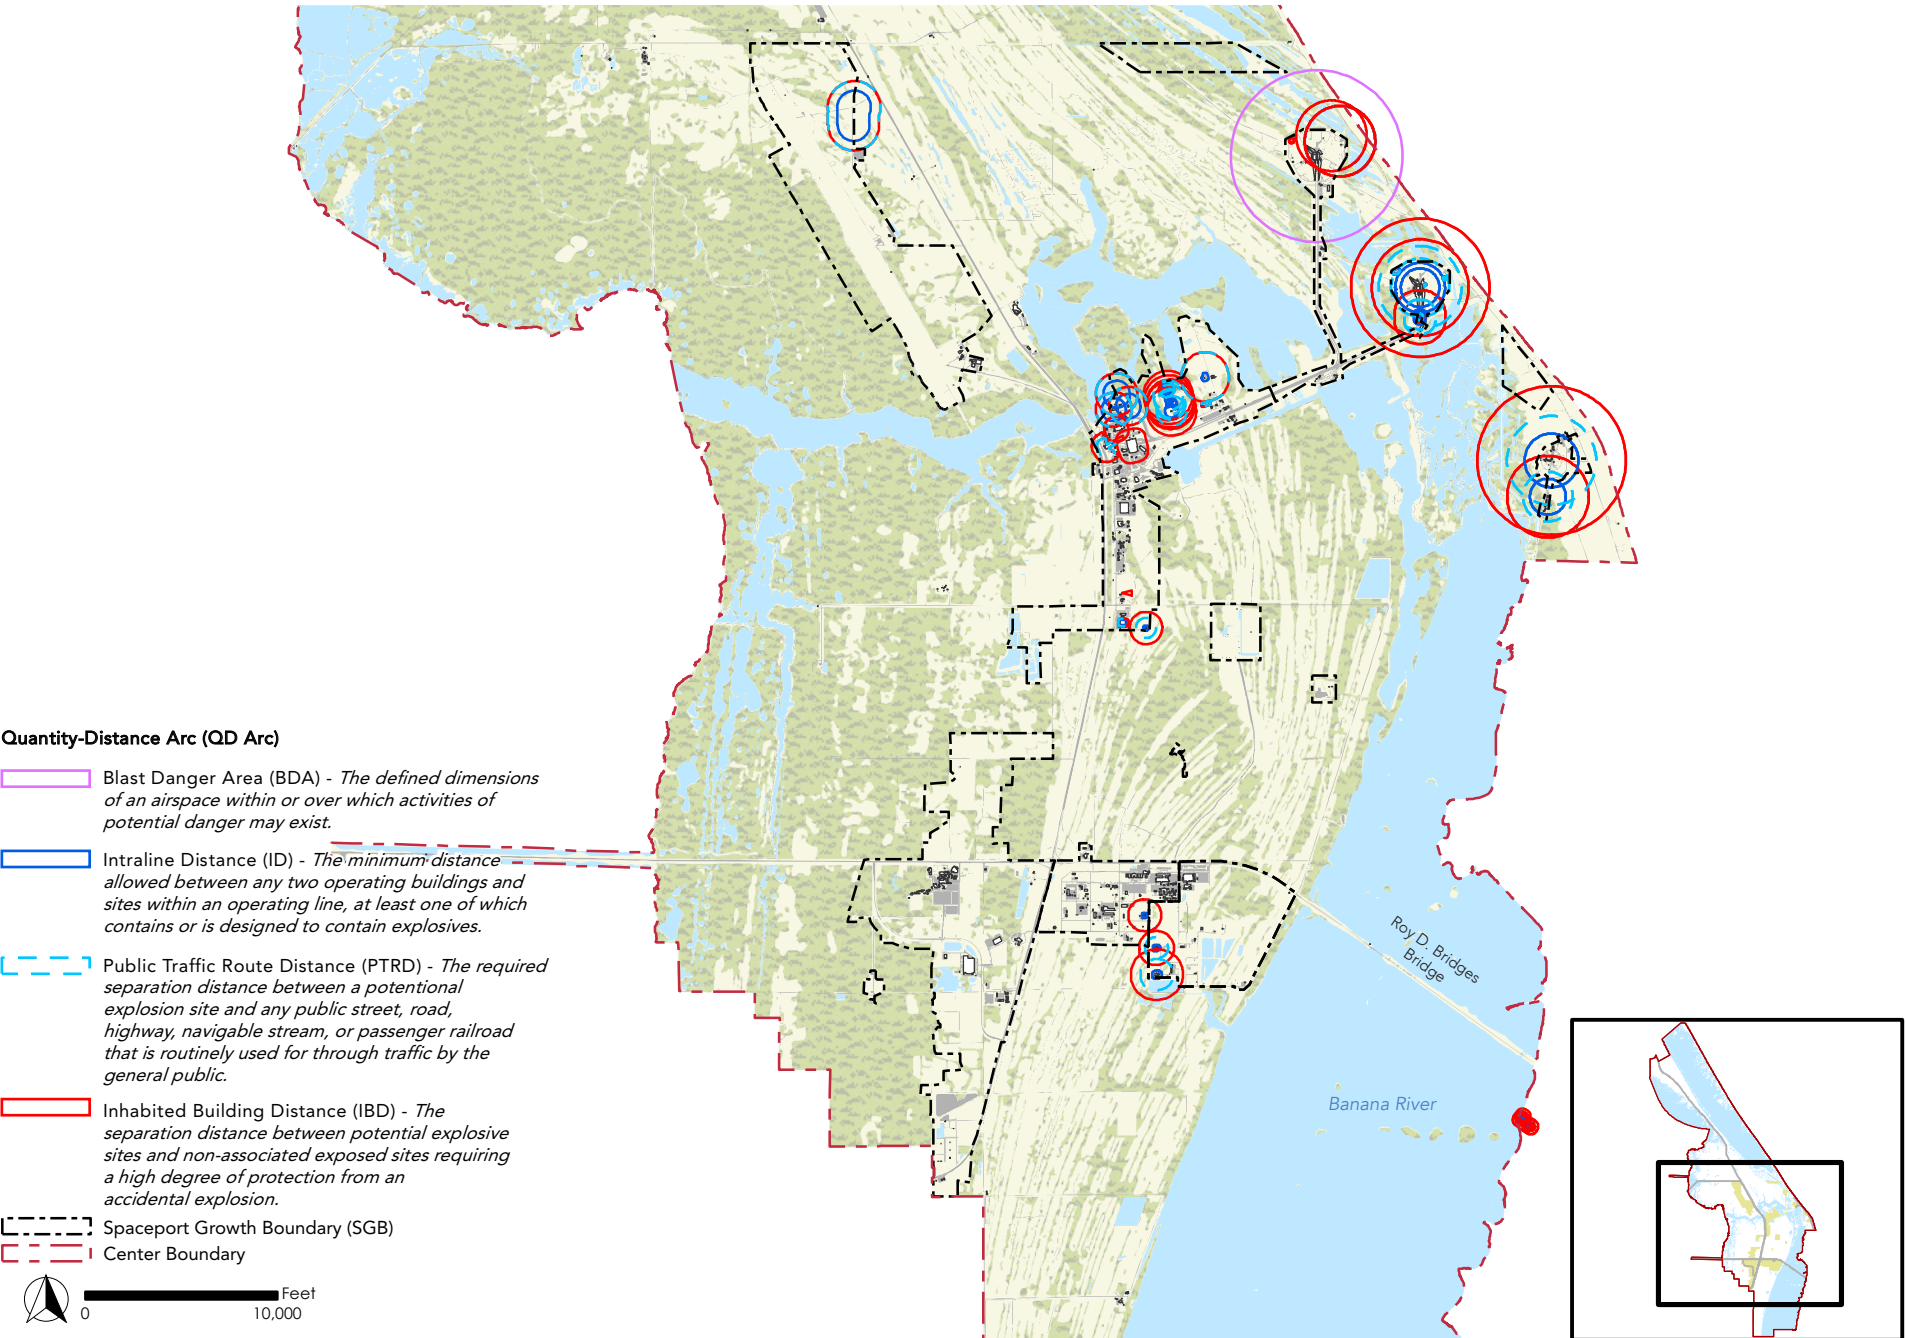 Quantity-Distance Arc (QD Arc)
Blast Danger Area (BDA) - The defined dimensions
of an airspace within or over which activities of
potential danger may exist.
Intraline Distance (ID) - The minimum distance
allowed between any two operating buildings and
sites within an operating line, at least one of which
contains or is designed to contain explosives.
Public Traffic Route Distance (PTRD) - The required
separation distance between a potentional
explosion site and any public street, road,
highway, navigable stream, or passenger railroad
that is routinely used for through traffic by the
general public.
Inhabited Building Distance (IBD) - The
separation distance between potential explosive
sites and non-associated exposed sites requiring
a high degree of protection from an
accidental explosion.
Spaceport Growth Boundary (SGB)
Center Boundary
Feet
0 10,000
Roy D. Bridges
Bridge
Banana River